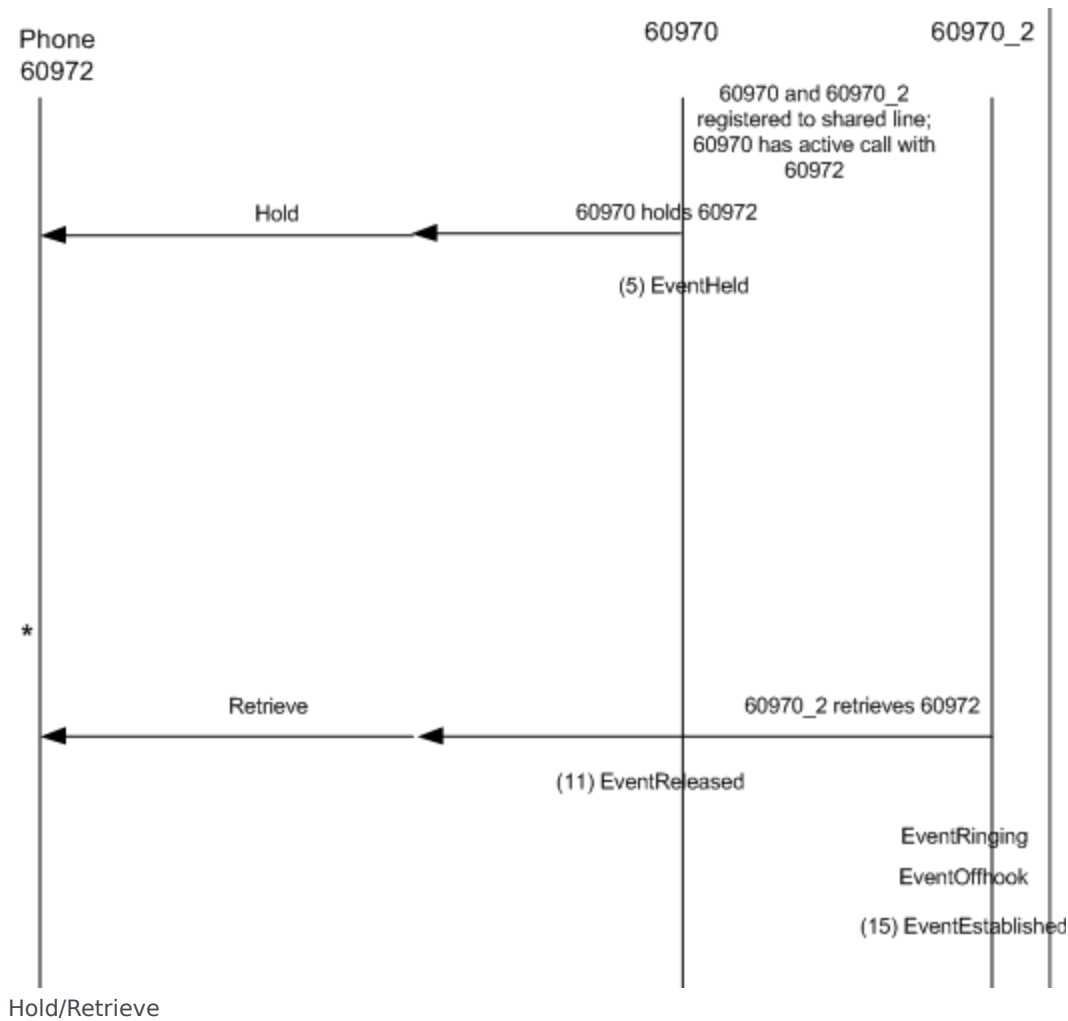 Phone
60972
60970
60970_2
60970 and 60970_2
registered to shared line;
60970 has active call with
60972
Hold
60970 holds 60972
(5) EventHeld
*
Retrieve
60970_2 retrieves 60972
(11) EventReleased
EventRinging
EventOffhook
(15) EventEstablished
Hold/Retrieve